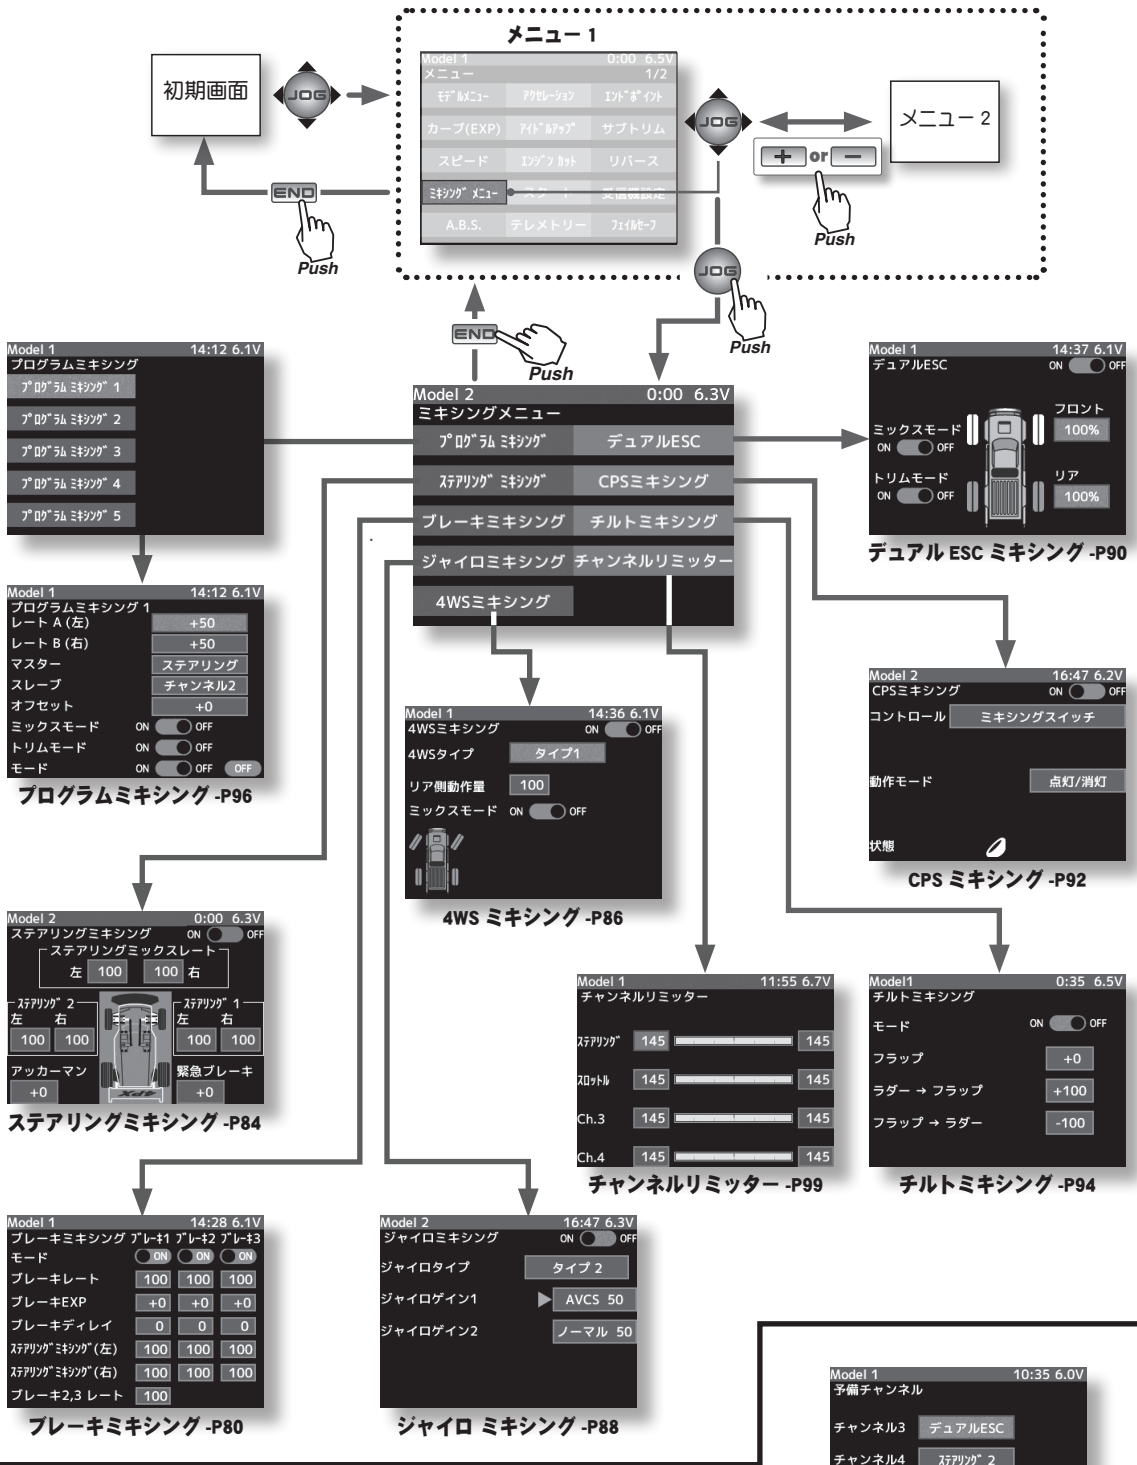 メニュー 1
初期画面
JOG
Model 1 0:00 6.5V
メニュー 1/2
ﾓﾃﾞﾙﾒﾆｭｰ ｱｸｾﾚｰｼｮﾝ ｴﾝﾄﾞﾎﾟｲﾝﾄ
カーブ(EXP) ｱｲﾄﾞﾙｱｯﾌﾟ サブトリム
スピード ｴﾝｼﾞﾝ ｶｯﾄ リバース
ﾐｷｼﾝｸﾞ ﾒﾆｭｰ スタート 受信機設定
A.B.S. テレメトリー ﾌｪｲﾙｾｰﾌ
JOG
+ or −
Push
メニュー 2
END
Push
JOG
Push
END
Push
Model 1 14:12 6.1V
プログラムミキシング
ﾌﾟﾛｸﾞﾗﾑ ﾐｷｼﾝｸﾞ 1
ﾌﾟﾛｸﾞﾗﾑ ﾐｷｼﾝｸﾞ 2
ﾌﾟﾛｸﾞﾗﾑ ﾐｷｼﾝｸﾞ 3
ﾌﾟﾛｸﾞﾗﾑ ﾐｷｼﾝｸﾞ 4
ﾌﾟﾛｸﾞﾗﾑ ﾐｷｼﾝｸﾞ 5
Model 2 0:00 6.3V
ミキシングメニュー
ﾌﾟﾛｸﾞﾗﾑ ﾐｷｼﾝｸﾞ デュアルESC
ｽﾃｱﾘﾝｸﾞ ﾐｷｼﾝｸﾞ CPSミキシング
ブレーキミキシング チルトミキシング
ジャイロミキシング チャンネルリミッター
4WSミキシング
Model 1 14:37 6.1V
デュアルESC ON OFF
フロント
100%
ミックスモード
ON OFF
トリムモード
ON OFF
リア
100%
デュアル ESC ミキシング -P90
Model 1 14:12 6.1V
プログラムミキシング 1
レート A (左) +50
レート B (右) +50
マスター ステアリング
スレーブ チャンネル2
オフセット +0
ミックスモード ON OFF
トリムモード ON OFF
モード ON OFF OFF
プログラムミキシング -P96
Model 1 14:36 6.1V
4WSミキシング ON OFF
4WSタイプ タイプ1
リア側動作量 100
ミックスモード ON OFF
4WS ミキシング -P86
Model 2 16:47 6.2V
CPSミキシング ON OFF
コントロール ミキシングスイッチ
動作モード 点灯/消灯
状態
CPS ミキシング -P92
Model 2 0:00 6.3V
ステアリングミキシング ON OFF
ステアリングミックスレート
左 100 100 右
ｽﾃｱﾘﾝｸﾞ 2
左 右
100 100
ｽﾃｱﾘﾝｸﾞ 1
左 右
100 100
アッカーマン
+0
4PX
緊急ブレーキ
+0
ステアリングミキシング -P84
Model 1 11:55 6.7V
チャンネルリミッター
ｽﾃｱﾘﾝｸﾞ 145 145
ｽﾛｯﾄﾙ 145 145
Ch.3 145 145
Ch.4 145 145
チャンネルリミッター -P99
Model1 0:35 6.5V
チルトミキシング
モード ON OFF
フラップ +0
ラダー → フラップ +100
フラップ → ラダー -100
チルトミキシング -P94
Model 1 14:28 6.1V
ブレーキミキシング ﾌﾞﾚｰｷ1 ﾌﾞﾚｰｷ2 ﾌﾞﾚｰｷ3
モード ON ON ON
ブレーキレート 100 100 100
ブレーキEXP +0 +0 +0
ブレーキディレイ 0 0 0
ｽﾃｱﾘﾝｸﾞﾐｷｼﾝｸﾞ(左) 100 100 100
ｽﾃｱﾘﾝｸﾞﾐｷｼﾝｸﾞ(右) 100 100 100
ブレーキ2,3 レート 100
ブレーキミキシング -P80
Model 2 16:47 6.3V
ジャイロミキシング ON OFF
ジャイロタイプ タイプ 2
ジャイロゲイン1 AVCS 50
ジャイロゲイン2 ノーマル 50
ジャイロ ミキシング -P88
Model 1 10:35 6.0V
予備チャンネル
チャンネル3 デュアルESC
チャンネル4 ｽﾃｱﾘﾝｸﾞ 2